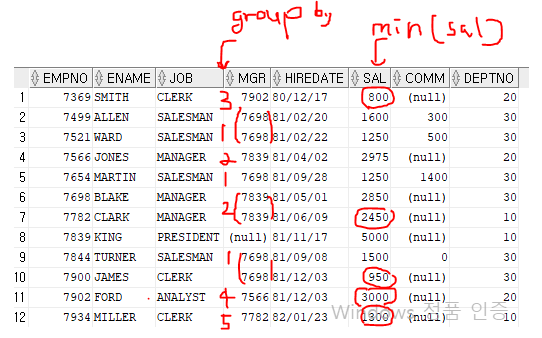 group by
min(sal)
EMPNO ENAME JOB MGR HIREDATE SAL COMM DEPTNO
1 7369 SMITH CLERK 3 7902 80/12/17 800 (null) 20
2 7499 ALLEN SALESMAN 7698 81/02/20 1600 300 30
3 7521 WARD SALESMAN 1 7698 81/02/22 1250 500 30
4 7566 JONES MANAGER 2 7839 81/04/02 2975 (null) 20
5 7654 MARTIN SALESMAN 1 7698 81/09/28 1250 1400 30
6 7698 BLAKE MANAGER 7839 81/05/01 2850 (null) 30
7 7782 CLARK MANAGER 2 7839 81/06/09 2450 (null) 10
8 7839 KING PRESIDENT (null) 81/11/17 5000 (null) 10
9 7844 TURNER SALESMAN 1 7698 81/09/08 1500 0 30
10 7900 JAMES CLERK 1 7698 81/12/03 950 (null) 30
11 7902 FORD ANALYST 4 7566 81/12/03 3000 (null) 20
12 7934 MILLER CLERK 5 7782 82/01/23 1300 (null) 10
Windows 정품 인증